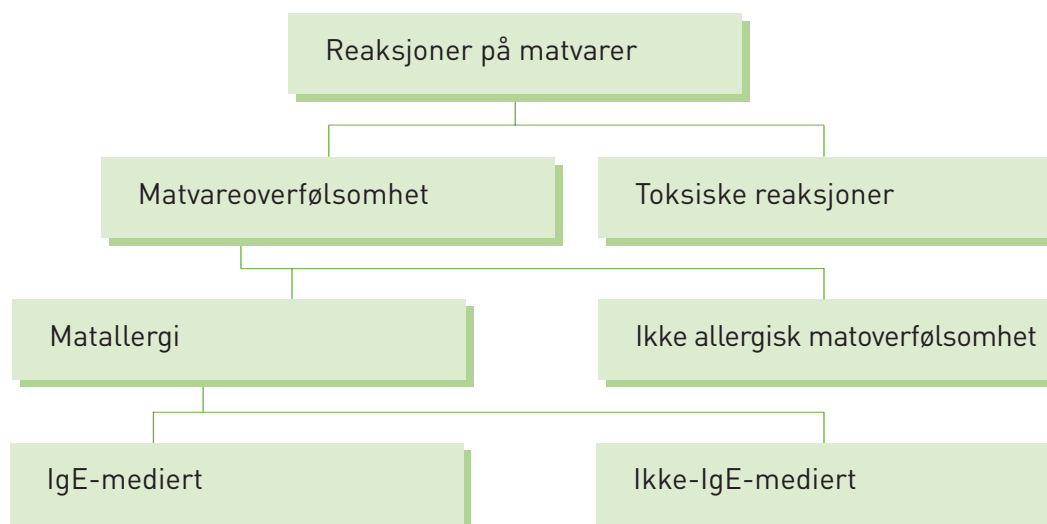 Reaksjoner på matvarer
Matvareoverfølsomhet
Toksiske reaksjoner
Matallergi
Ikke allergisk matoverfølsomhet
IgE-mediert
Ikke-IgE-mediert